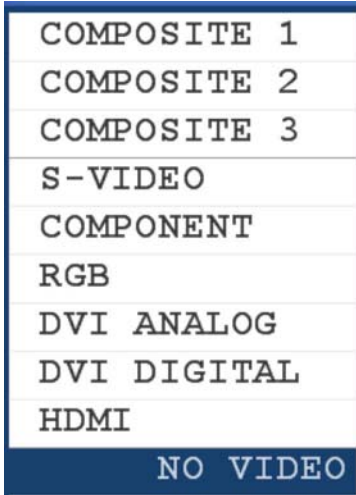 COMPOSITE 1
COMPOSITE 2
COMPOSITE 3
S-VIDEO
COMPONENT
RGB
DVI ANALOG
DVI DIGITAL
HDMI
NO VIDEO